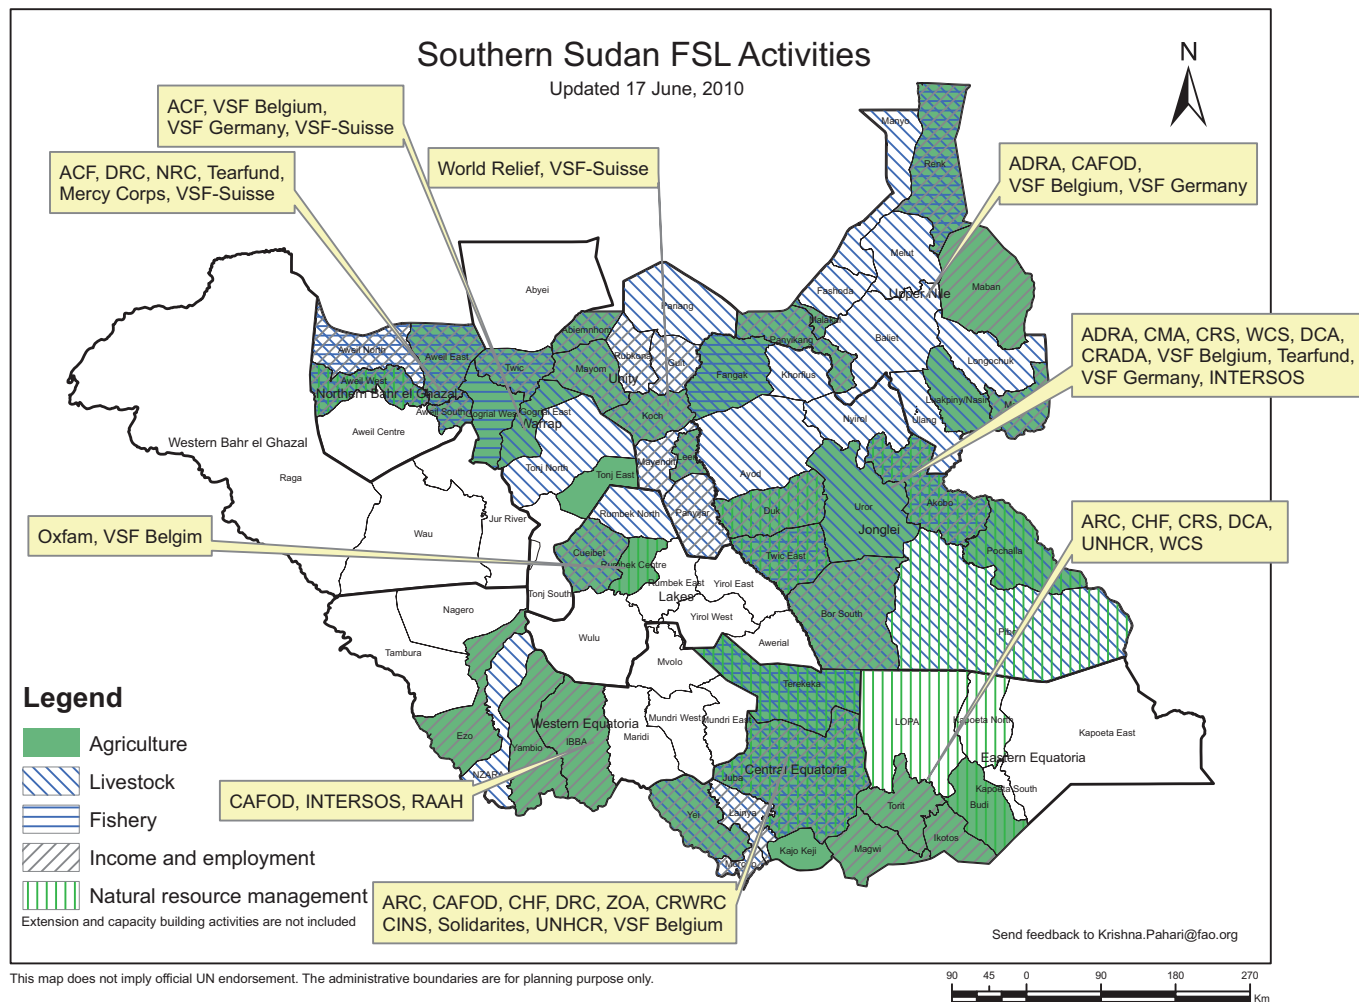 Southern Sudan FSL Activities
Updated 17 June, 2010
N
ACF, VSF Belgium,
VSF Germany, VSF-Suisse
ACF, DRC, NRC, Tearfund,
Mercy Corps, VSF-Suisse
World Relief, VSF-Suisse
ADRA, CAFOD,
VSF Belgium, VSF Germany
ADRA, CMA, CRS, WCS, DCA,
CRADA, VSF Belgium, Tearfund,
VSF Germany, INTERSOS
ARC, CHF, CRS, DCA,
UNHCR, WCS
Oxfam, VSF Belgim
CAFOD, INTERSOS, RAAH
ARC, CAFOD, CHF, DRC, ZOA, CRWRC
CINS, Solidarites, UNHCR, VSF Belgium
Manyo
Renk
Melut
Maban
Fashoda
Upper Nile
Malakal
Panyikang
Baliet
Longochuk
Luakpiny/Nasir
Ulang
Nyirol
Khorflus
Fangak
Abyei
Pariang
Abiemnhom
Rubkona
Guit
Mayom
Unity
Koch
Leer
Mayendit
Panyijar
Aweil North
Aweil East
Aweil West
Northern Bahr el Ghazal
Aweil South
Aweil Centre
Twic
Gogrial West
Gogrial East
Warrap
Tonj North
Tonj East
Tonj South
Western Bahr el Ghazal
Raga
Wau
Jur River
Rumbek North
Cueibet
Rumbek Centre
Rumbek East
Lakes
Yirol East
Yirol West
Awerial
Wulu
Ayod
Duk
Uror
Jonglei
Akobo
Pochalla
Twic East
Bor South
Nagero
Tambura
Ezo
NZARA
Yambio
Western Equatoria
IBBA
Maridi
Mvolo
Mundri West
Mundri East
Terekeka
Central Equatoria
Juba
Lainya
Yei
Kajo Keji
LOPA
Kapoeta North
Eastern Equatoria
Kapoeta East
Kapoeta South
Budi
Torit
Ikotos
Magwi
Legend
Agriculture
Livestock
Fishery
Income and employment
Natural resource management
Extension and capacity building activities are not included
Send feedback to Krishna.Pahari@fao.org
This map does not imply official UN endorsement. The administrative boundaries are for planning purpose only.
90 45 0 90 180 270
Km